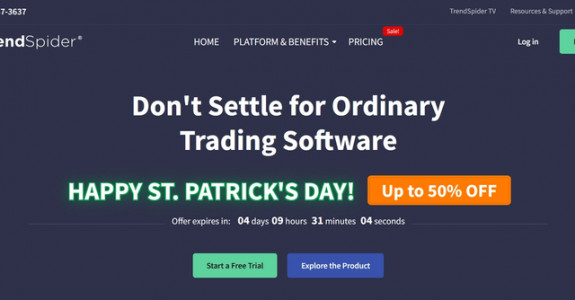 7-3637
TrendSpider TV
Resources & Support
endSpider®
HOME
PLATFORM & BENEFITS
PRICING
Sale!
Log in
Don't Settle for Ordinary
Trading Software
HAPPY ST. PATRICK'S DAY!
Up to 50% OFF
Offer expires in: 04 days 09 hours 31 minutes 04 seconds
Start a Free Trial
Explore the Product